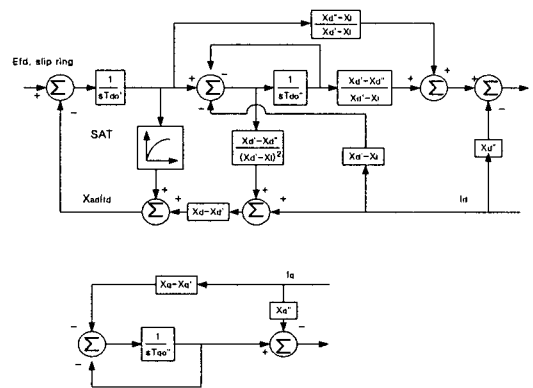 Xd"-Xl
Xd'-Xl
Efd, slip ring
Σ
1
sTdo'
Σ
1
sTdo"
Xd'-Xd"
Xd'-Xl
Σ
Σ
SAT
Xd'-Xd"
(Xd'-Xl)²
Xd'-Xl
Xd"
XadIfd
Σ
Xd-Xd'
Σ
Id
Iq
Xq-Xq'
Xq"
Σ
1
sTqo"
Σ